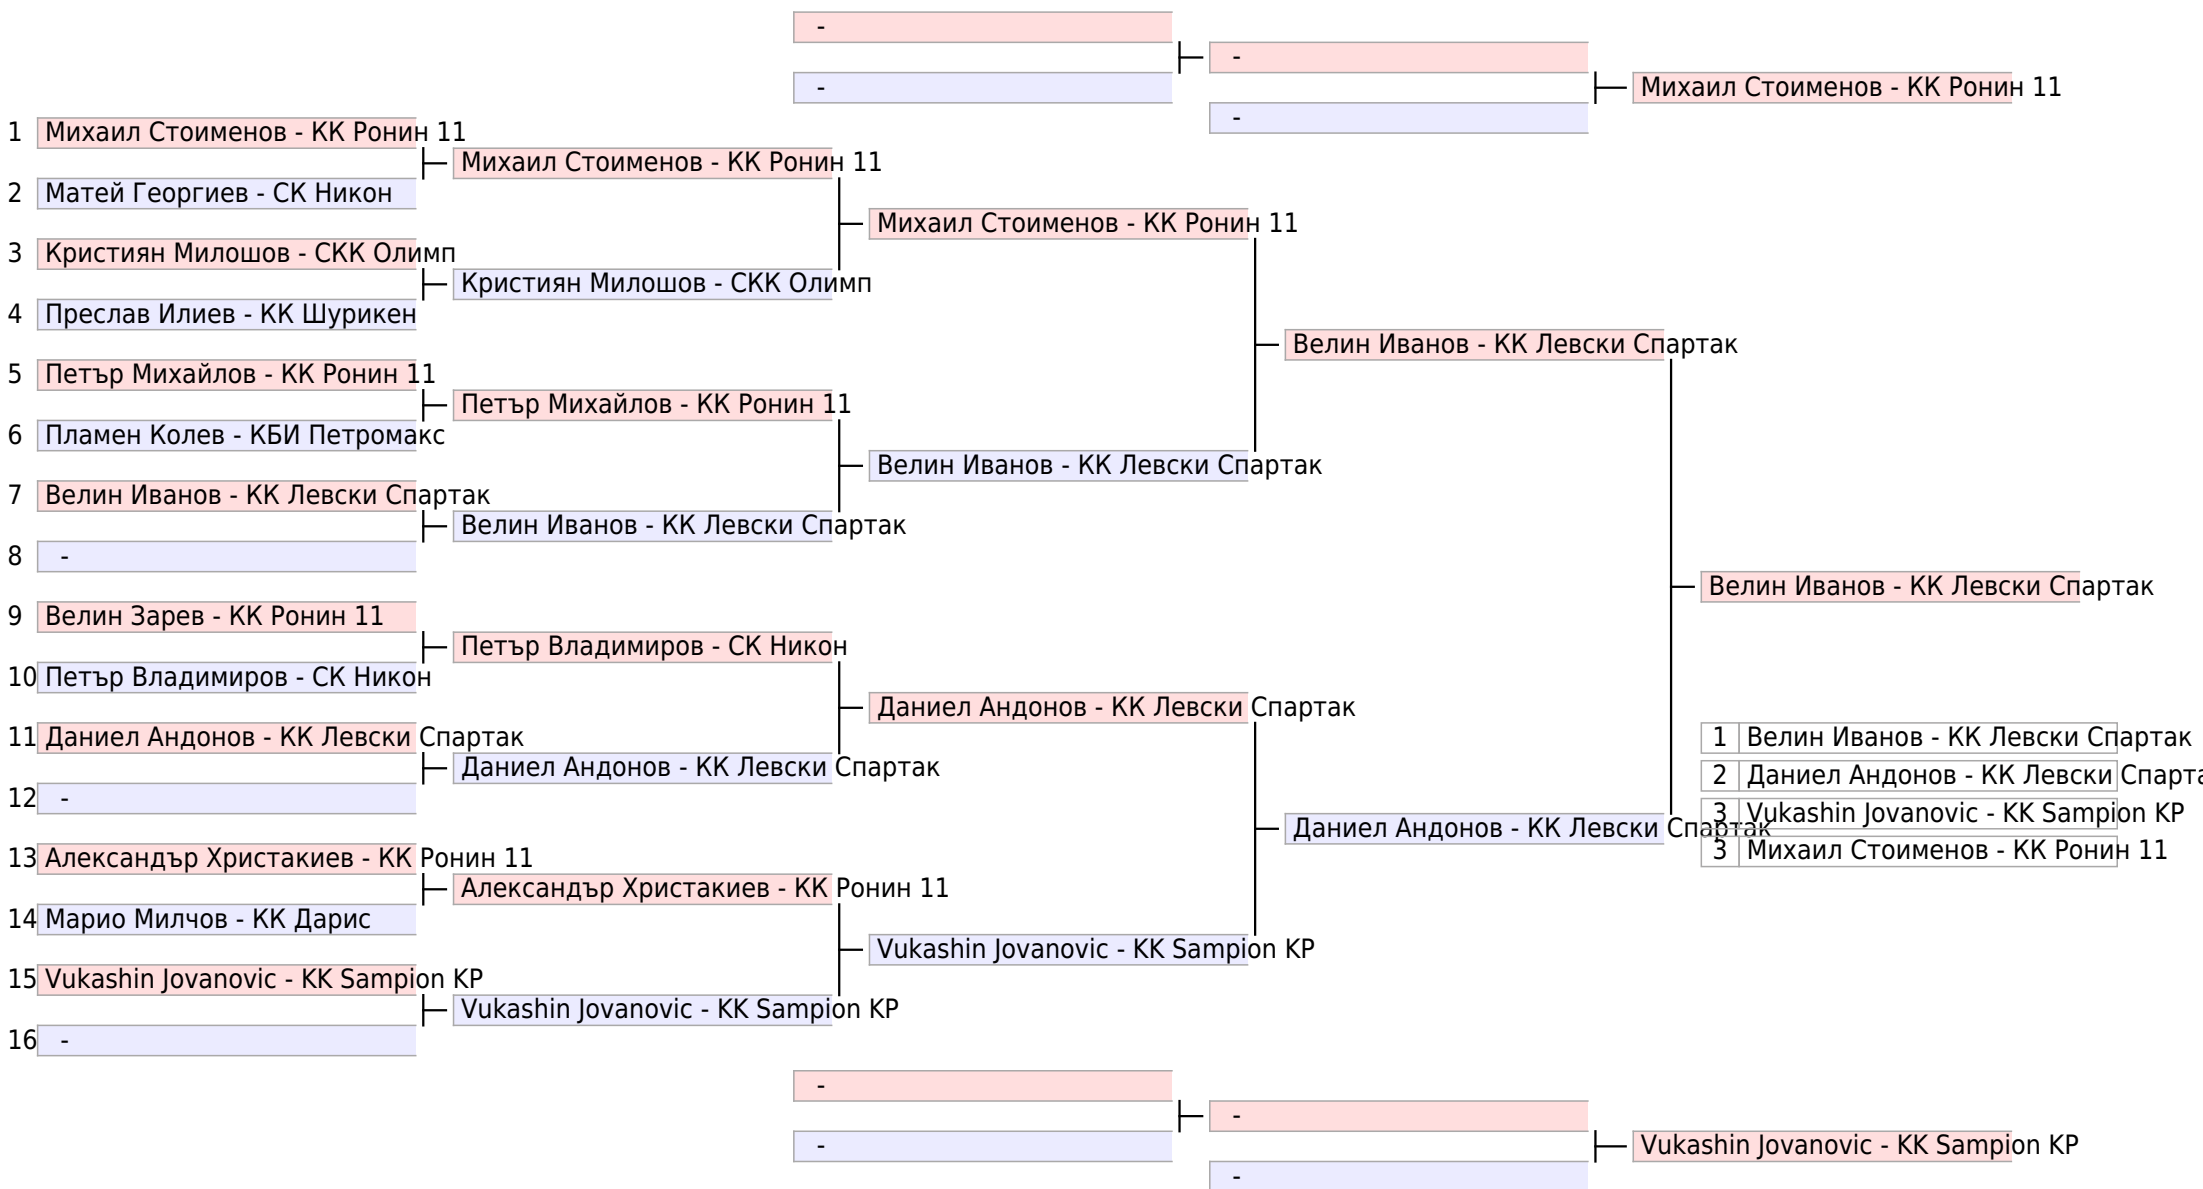 -
-
-
-
Михаил Стоименов - КК Ронин 11
1 Михаил Стоименов - КК Ронин 11
Михаил Стоименов - КК Ронин 11
2 Матей Георгиев - СК Никон
Михаил Стоименов - КК Ронин 11
3 Кристиян Милошов - СКК Олимп
Кристиян Милошов - СКК Олимп
4 Преслав Илиев - КК Шурикен
Велин Иванов - КК Левски Спартак
5 Петър Михайлов - КК Ронин 11
Петър Михайлов - КК Ронин 11
6 Пламен Колев - КБИ Петромакс
Велин Иванов - КК Левски Спартак
7 Велин Иванов - КК Левски Спартак
Велин Иванов - КК Левски Спартак
8 -
Велин Иванов - КК Левски Спартак
9 Велин Зарев - КК Ронин 11
Петър Владимиров - СК Никон
10 Петър Владимиров - СК Никон
Даниел Андонов - КК Левски Спартак
11 Даниел Андонов - КК Левски Спартак
Даниел Андонов - КК Левски Спартак
12 -
1 Велин Иванов - КК Левски Спартак
2 Даниел Андонов - КК Левски Спарта
3 Vukashin Jovanovic - KK Sampion KP
3 Михаил Стоименов - КК Ронин 11
Даниел Андонов - КК Левски Спартак
13 Александър Христакиев - КК Ронин 11
Александър Христакиев - КК Ронин 11
14 Марио Милчов - КК Дарис
Vukashin Jovanovic - KK Sampion KP
15 Vukashin Jovanovic - KK Sampion KP
Vukashin Jovanovic - KK Sampion KP
16 -
-
-
-
Vukashin Jovanovic - KK Sampion KP
-